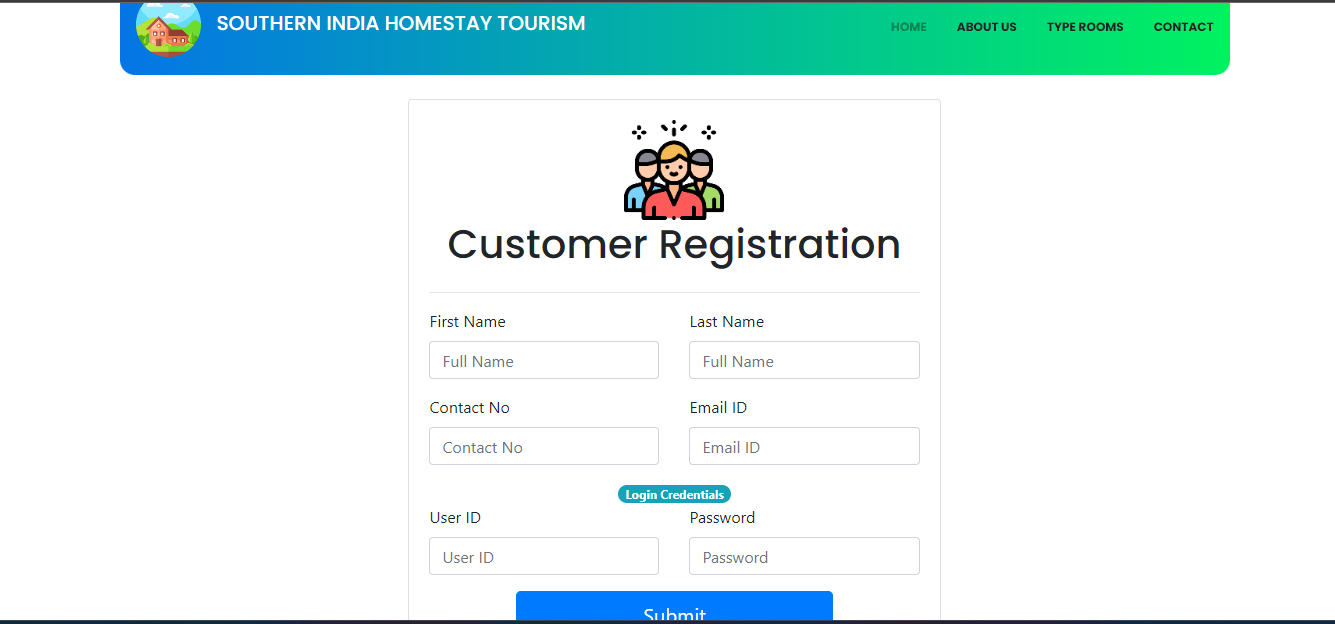 SOUTHERN INDIA HOMESTAY TOURISM HOME ABOUT US TYPE ROOMS CONTACT
Customer Registration
First Name Last Name
Full Name Full Name
Contact No Email ID
Contact No Email ID
Login Credentials
User ID Password
User ID Password
Submit